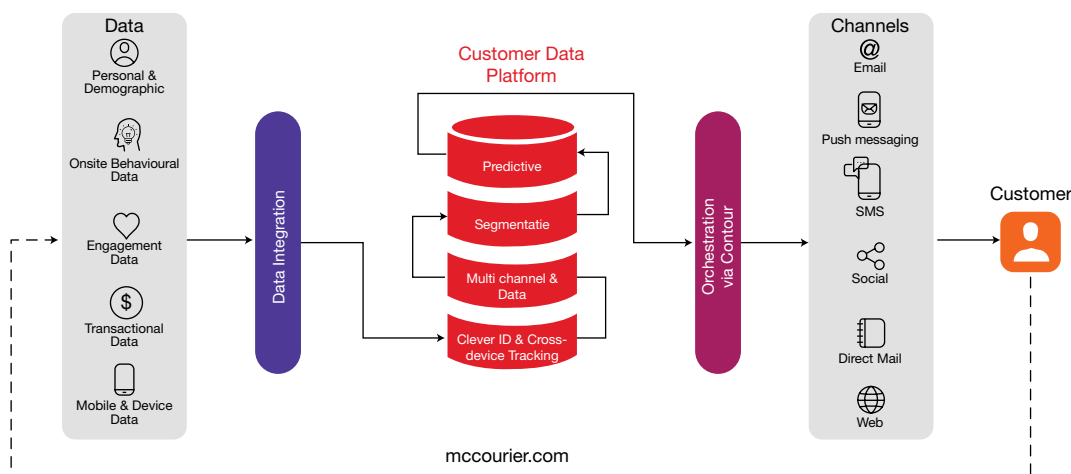 Data
Personal &
Demographic
Onsite Behavioural
Data
Engagement
Data
$
Transactional
Data
Mobile & Device
Data
Data Integration
Customer Data
Platform
Predictive
Segmentatie
Multi channel &
Data
Clever ID & Cross-
device Tracking
Orchestration
via Contour
Channels
@
Email
Push messaging
SMS
Social
Direct Mail
Web
Customer
mccourier.com